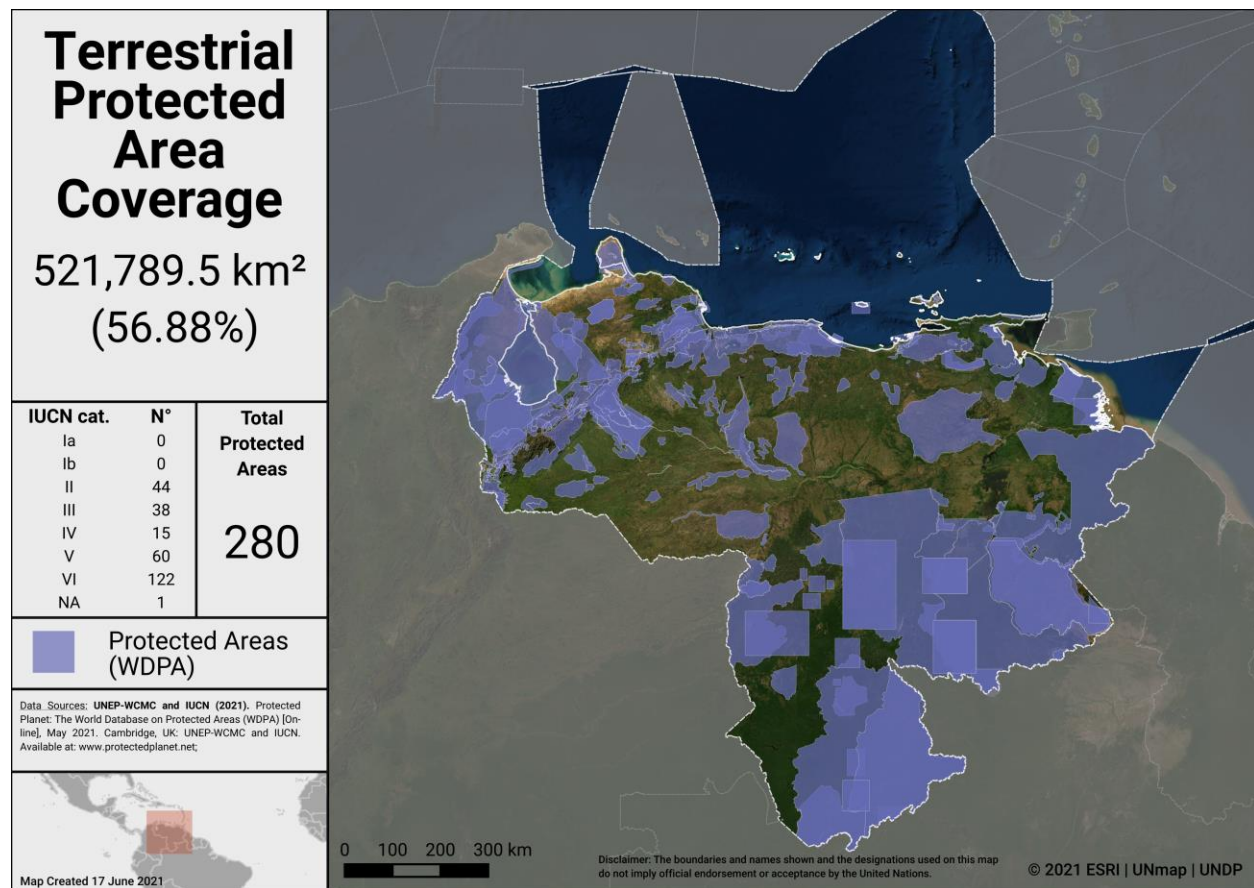 Terrestrial
Protected
Area
Coverage
521,789.5 km²
(56.88%)
IUCN cat. N°
Ia 0
Ib 0
II 44
III 38
IV 15
V 60
VI 122
NA 1
Total
Protected
Areas
280
Protected Areas
(WDPA)
Data Sources: UNEP-WCMC and IUCN (2021). Protected
Planet: The World Database on Protected Areas (WDPA) [On-
line], May 2021. Cambridge, UK: UNEP-WCMC and IUCN.
Available at: www.protectedplanet.net;
Map Created 17 June 2021
0 100 200 300 km
Disclaimer: The boundaries and names shown and the designations used on this map
do not imply official endorsement or acceptance by the United Nations.
© 2021 ESRI | UNmap | UNDP